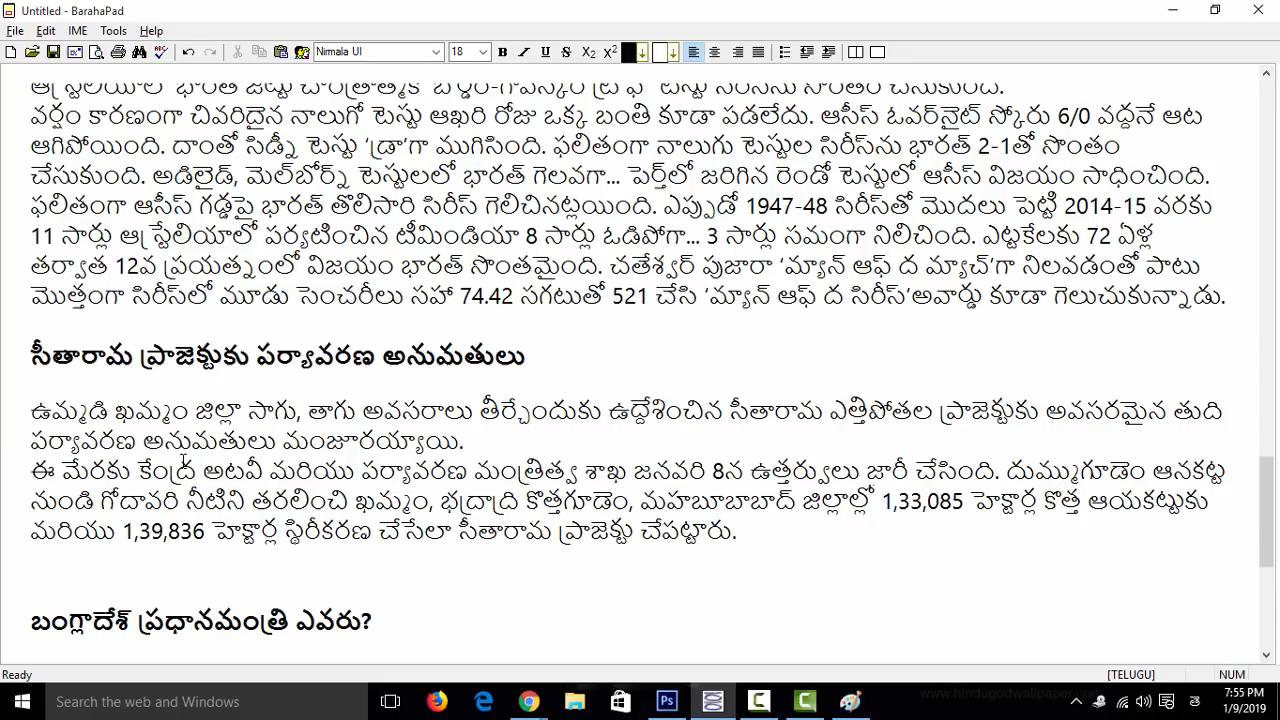 Untitled - BarahaPad
File Edit IME Tools Help
Nimala UI 18
వర్షం కారణంగా చివరిదైన నాలుగో టెస్టు ఆఖరి రోజు ఒక్క బంతి కూడా పడలేదు. ఆసీస్ ఓవర్‌నైట్ స్కోరు 6/0 వద్దనే ఆట
ఆగిపోయింది. దాంతో సిడ్నీ టెస్టు ‘డ్రా’గా ముగిసింది. ఫలితంగా నాలుగు టెస్టుల సిరీస్‌ను భారత్ 2-1తో సొంతం
చేసుకుంది. అడిలైడ్, మెల్‌బోర్న్ టెస్టులలో భారత్ గెలవగా... పెర్త్‌లో జరిగిన రెండో టెస్టులో ఆసీస్ విజయం సాధించింది.
ఫలితంగా ఆసీస్ గడ్డపై భారత్ తొలిసారి సిరీస్ గెలిచినట్లయింది. ఎప్పుడో 1947-48 సిరీస్‌తో మొదలు పెట్టి 2014-15 వరకు
11 సార్లు ఆస్ట్రేలియాలో పర్యటించిన టీమిండియా 8 సార్లు ఓడిపోగా... 3 సార్లు సమంగా నిలిచింది. ఎట్టకేలకు 72 ఏళ్ల
తర్వాత 12వ ప్రయత్నంలో విజయం భారత్ సొంతమైంది. చతేశ్వర్ పుజారా ‘మ్యాన్ ఆఫ్ ద మ్యాచ్’గా నిలవడంతో పాటు
మొత్తంగా సిరీస్‌లో మూడు సెంచరీలు సహా 74.42 సగటుతో 521 చేసి ‘మ్యాన్ ఆఫ్ ద సిరీస్’అవార్డు కూడా గెలుచుకున్నాడు.
సీతారామ ప్రాజెక్టుకు పర్యావరణ అనుమతులు
ఉమ్మడి ఖమ్మం జిల్లా సాగు, తాగు అవసరాలు తీర్చేందుకు ఉద్దేశించిన సీతారామ ఎత్తిపోతల ప్రాజెక్టుకు అవసరమైన తుది
పర్యావరణ అనుమతులు మంజూరయ్యాయి.
ఈ మేరకు కేంద్ర అటవీ మరియు పర్యావరణ మంత్రిత్వ శాఖ జనవరి 8న ఉత్తర్వులు జారీ చేసింది. దుమ్ముగూడెం ఆనకట్ట
నుండి గోదావరి నీటిని తరలించి ఖమ్మం, భద్రాద్రి కొత్తగూడెం, మహబూబాబాద్ జిల్లాల్లో 1,33,085 హెక్టార్ల కొత్త ఆయకట్టుకు
మరియు 1,39,836 హెక్టార్ల స్థిరీకరణ చేసేలా సీతారామ ప్రాజెక్టు చేపట్టారు.
బంగ్లాదేశ్ ప్రధానమంత్రి ఎవరు?
Ready [TELUGU] NUM
www.hindugodwallpaper.com
Search the web and Windows
7:55 PM
1/9/2019